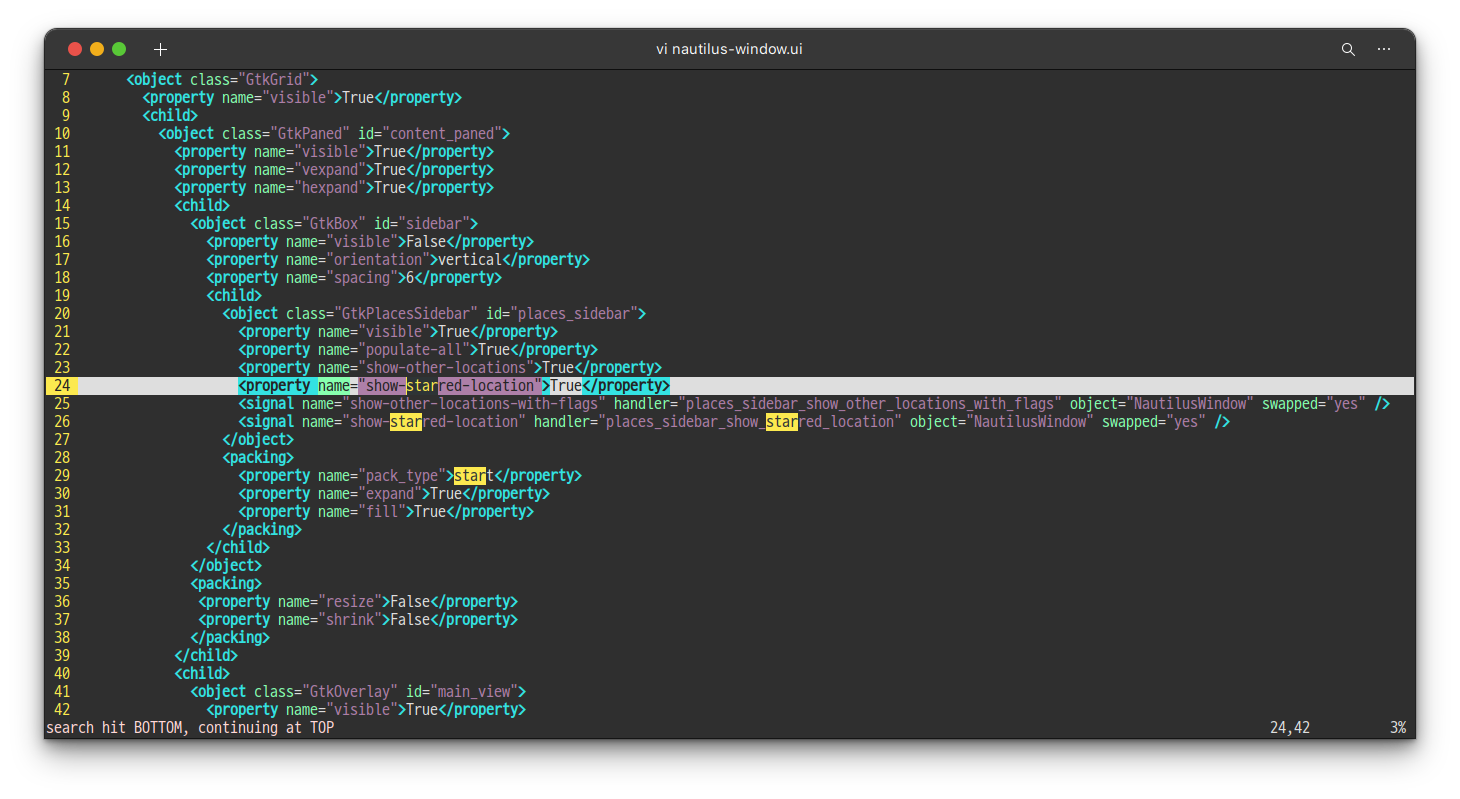 vi nautilus-window.ui
7       <object class="GtkGrid">
8         <property name="visible">True</property>
9         <child>
10           <object class="GtkPaned" id="content_paned">
11             <property name="visible">True</property>
12             <property name="vexpand">True</property>
13             <property name="hexpand">True</property>
14             <child>
15               <object class="GtkBox" id="sidebar">
16                 <property name="visible">False</property>
17                 <property name="orientation">vertical</property>
18                 <property name="spacing">6</property>
19                 <child>
20                   <object class="GtkPlacesSidebar" id="places_sidebar">
21                     <property name="visible">True</property>
22                     <property name="populate-all">True</property>
23                     <property name="show-other-locations">True</property>
24                     <property name="show-starred-location">True</property>
25                     <signal name="show-other-locations-with-flags" handler="places_sidebar_show_other_locations_with_flags" object="NautilusWindow" swapped="yes" />
26                     <signal name="show-starred-location" handler="places_sidebar_show_starred_location" object="NautilusWindow" swapped="yes" />
27                   </object>
28                   <packing>
29                     <property name="pack_type">start</property>
30                     <property name="expand">True</property>
31                     <property name="fill">True</property>
32                   </packing>
33                 </child>
34               </object>
35               <packing>
36                <property name="resize">False</property>
37                <property name="shrink">False</property>
38               </packing>
39             </child>
40             <child>
41               <object class="GtkOverlay" id="main_view">
42                 <property name="visible">True</property>
search hit BOTTOM, continuing at TOP 24,42 3%